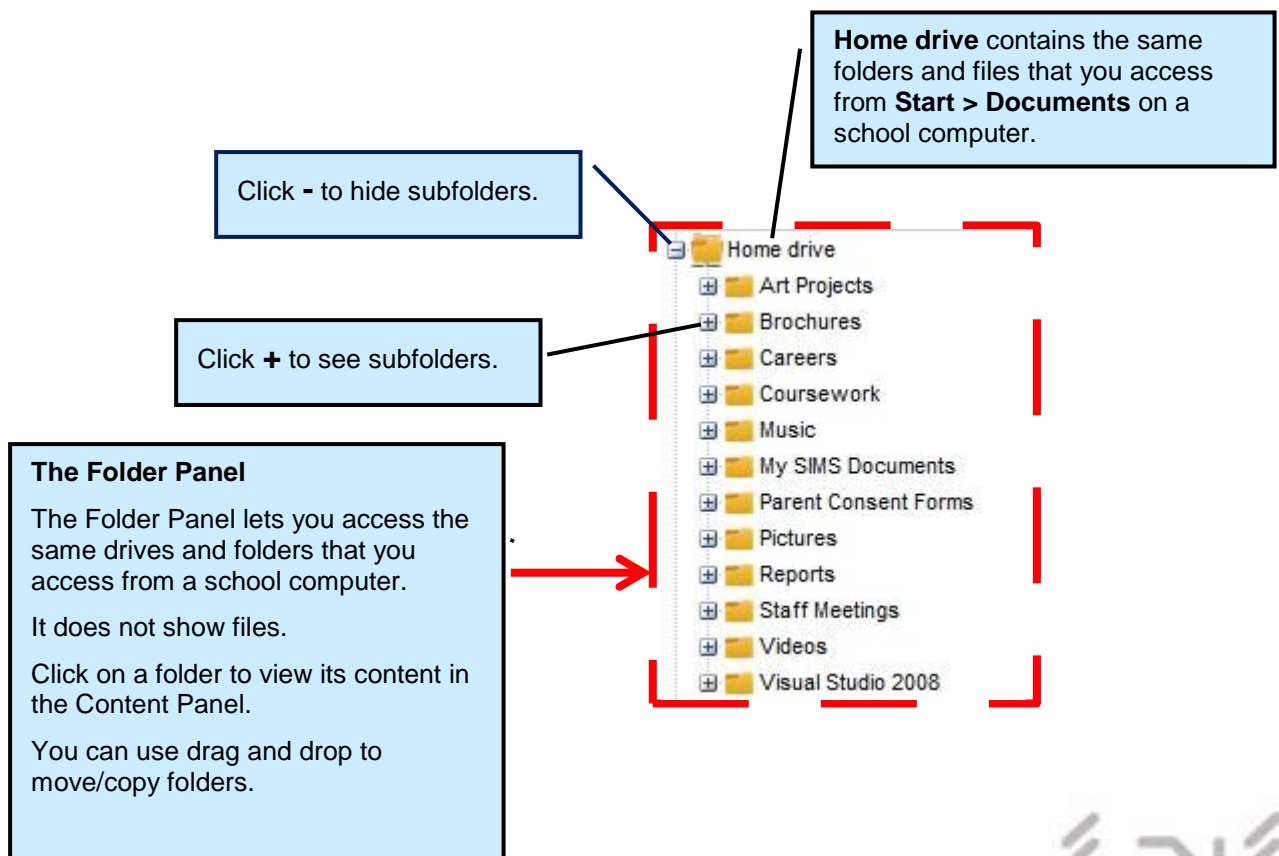 Home drive contains the same
folders and files that you access
from Start > Documents on a
school computer.
Click - to hide subfolders.
Click + to see subfolders.
The Folder Panel
The Folder Panel lets you access the
same drives and folders that you
access from a school computer.
It does not show files.
Click on a folder to view its content in
the Content Panel.
You can use drag and drop to
move/copy folders.
Home drive
Art Projects
Brochures
Careers
Coursework
Music
My SIMS Documents
Parent Consent Forms
Pictures
Reports
Staff Meetings
Videos
Visual Studio 2008